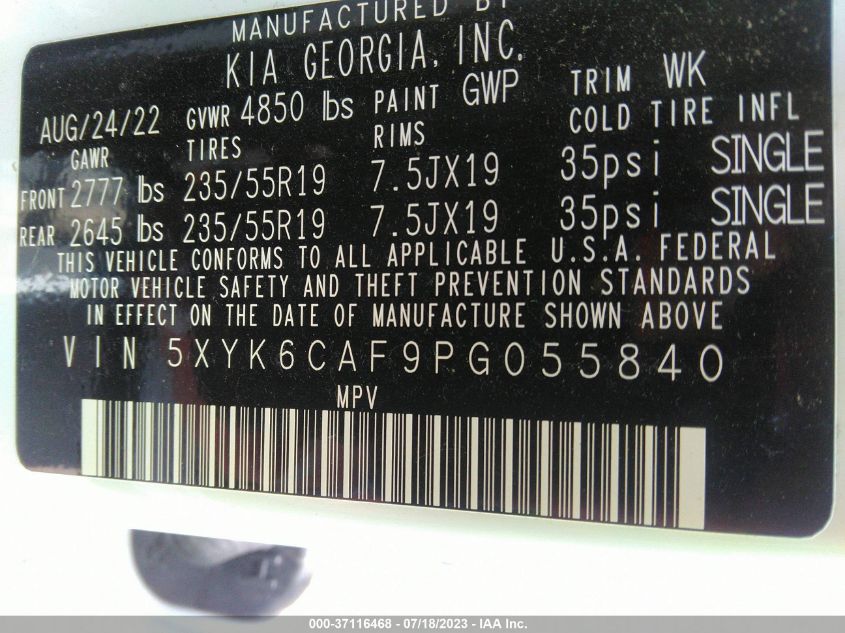 MANUFACTURED BY
KIA GEORGIA, INC.
AUG/24/22 GVWR 4850 lbs PAINT GWP TRIM WK
GAWR TIRES RIMS COLD TIRE INFL
FRONT 2777 lbs 235/55R19 7.5JX19 35psi SINGLE
REAR 2645 lbs 235/55R19 7.5JX19 35psi SINGLE
THIS VEHICLE CONFORMS TO ALL APPLICABLE U.S.A. FEDERAL
MOTOR VEHICLE SAFETY AND THEFT PREVENTION STANDARDS
IN EFFECT ON THE DATE OF MANUFACTURE SHOWN ABOVE
VIN 5XYK6CAF9PG055840
MPV
000-37116468 - 07/18/2023 - IAA Inc.